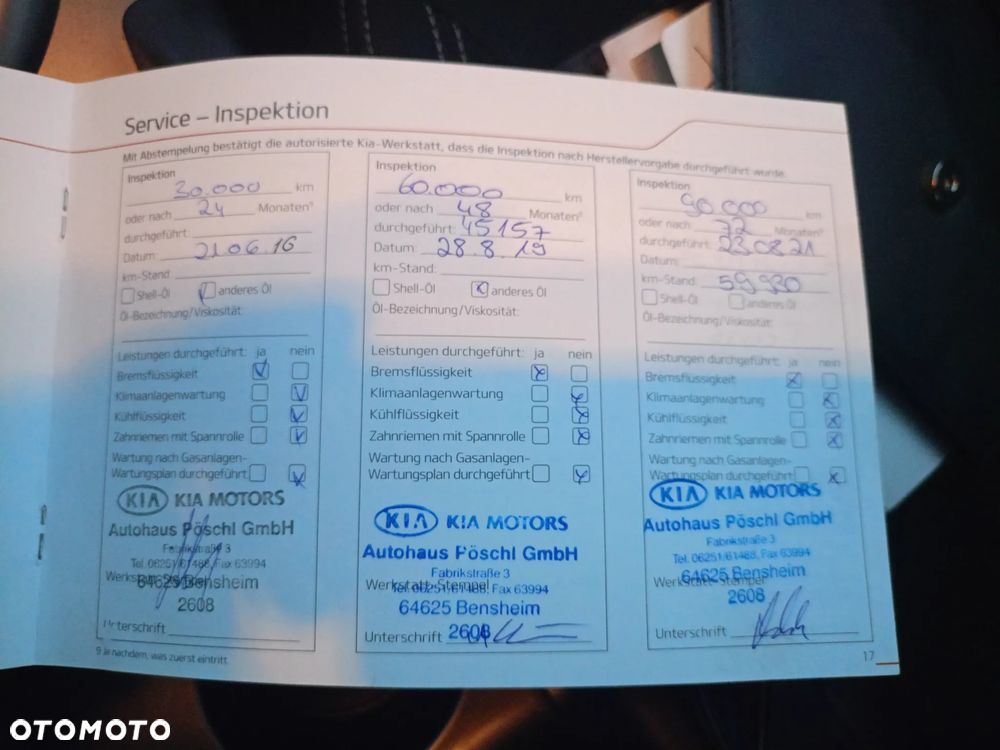 Service – Inspektion
Mit Abstempelung bestätigt die autorisierte Kia-Werkstatt, dass die Inspektion nach Herstellervorgabe durchgeführt wurde.
Inspektion
30.000 km
oder nach 24 Monaten⁹
durchgeführt:
Datum: 21.06.16
km-Stand:
Shell-Öl anderes Öl
Öl-Bezeichnung/Viskosität:
Leistungen durchgeführt: ja nein
Bremsflüssigkeit
Klimaanlagenwartung
Kühlflüssigkeit
Zahnriemen mit Spannrolle
Wartung nach Gasanlagen-
Wartungsplan durchgeführt
KIA KIA MOTORS
Autohaus Pöschl GmbH
Fabrikstraße 3
Tel. 06251/61488, Fax 63994
64625 Bensheim
2608
Unterschrift
Inspektion
60.000 km
oder nach 48 Monaten⁹
durchgeführt: 45157
Datum: 28.8.19
km-Stand:
Shell-Öl anderes Öl
Öl-Bezeichnung/Viskosität:
Leistungen durchgeführt: ja nein
Bremsflüssigkeit
Klimaanlagenwartung
Kühlflüssigkeit
Zahnriemen mit Spannrolle
Wartung nach Gasanlagen-
Wartungsplan durchgeführt
KIA KIA MOTORS
Autohaus Pöschl GmbH
Fabrikstraße 3
Werkstatt-Stempel
Tel. 06251/61488, Fax 63994
64625 Bensheim
Unterschrift 2608
Inspektion
90.000 km
oder nach 72 Monaten⁹
durchgeführt: 23.08.21
Datum:
km-Stand: 59930
Shell-Öl anderes Öl
Öl-Bezeichnung/Viskosität:
Leistungen durchgeführt: ja nein
Bremsflüssigkeit
Klimaanlagenwartung
Kühlflüssigkeit
Zahnriemen mit Spannrolle
Wartung nach Gasanlagen-
Wartungsplan durchgeführt
KIA KIA MOTORS
Autohaus Pöschl GmbH
Fabrikstraße 3
Tel. 06251/61488, Fax 63994
64625 Bensheim
Werkstatt-Stempel
2608
Unterschrift
9 Je nachdem, was zuerst eintritt
17
OTOMOTO